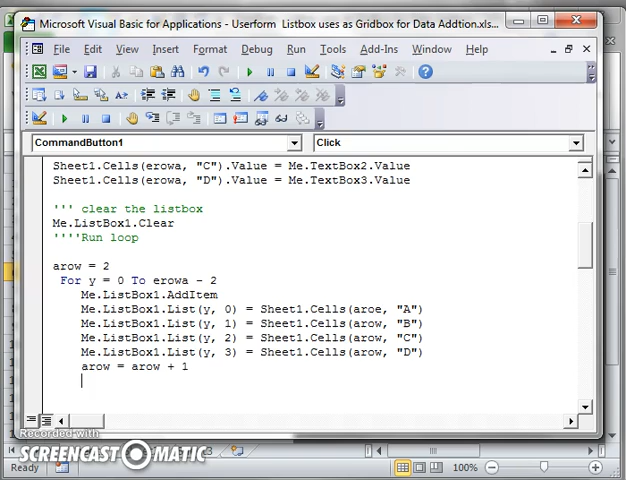 Microsoft Visual Basic for Applications - Userform Listbox uses as Gridbox for Data Addtion.xls...
File Edit View Insert Format Debug Run Tools Add-Ins Window Help
CommandButton1 Click
Sheet1.Cells(erowa, "C").Value = Me.TextBox2.Value
Sheet1.Cells(erowa, "D").Value = Me.TextBox3.Value
''' clear the listbox
Me.ListBox1.Clear
''''Run loop
arow = 2
For y = 0 To erowa - 2
Me.ListBox1.AddItem
Me.ListBox1.List(y, 0) = Sheet1.Cells(aroe, "A")
Me.ListBox1.List(y, 1) = Sheet1.Cells(arow, "B")
Me.ListBox1.List(y, 2) = Sheet1.Cells(arow, "C")
Me.ListBox1.List(y, 3) = Sheet1.Cells(arow, "D")
arow = arow + 1
Recorded with
SCREENCAST-O-MATIC
Ready 100%